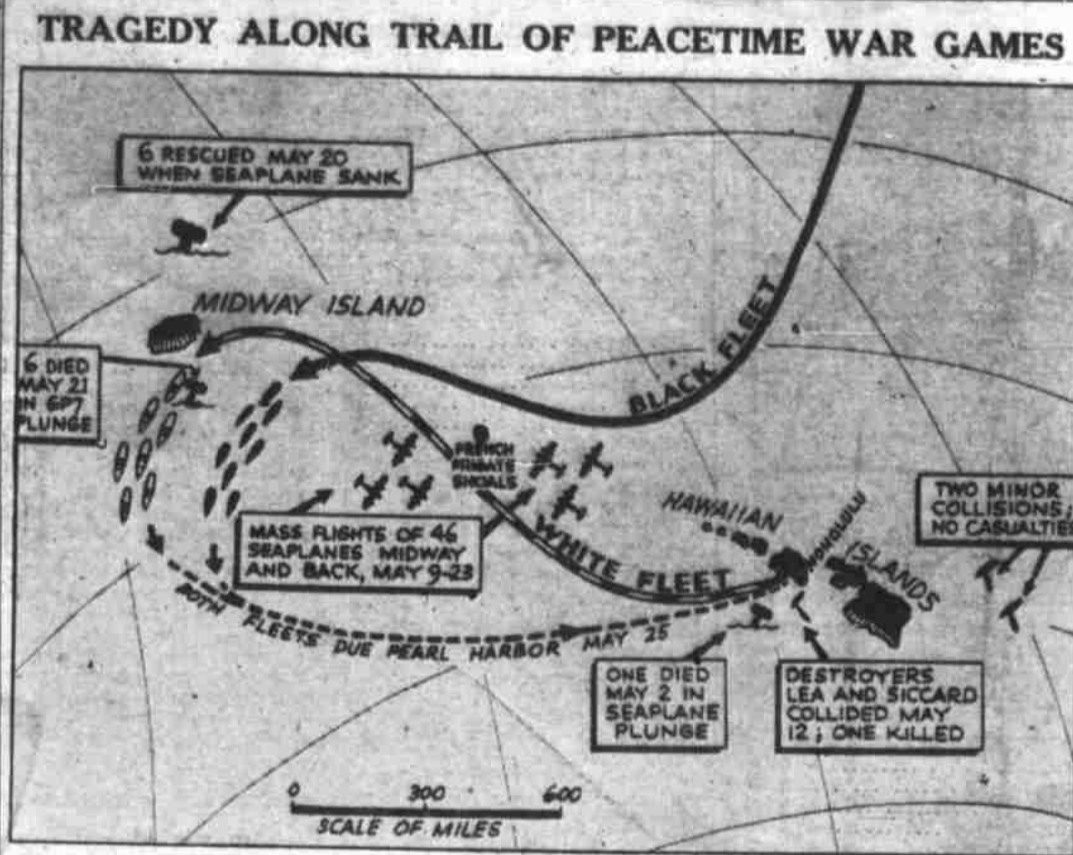 TRAGEDY ALONG TRAIL OF PEACETIME WAR GAMES
6 RESCUED MAY 20
WHEN SEAPLANE SANK
MIDWAY ISLAND
6 DIED
MAY 21
IN 6P7
PLUNGE
BLACK FLEET
FRENCH
FRIGATE
SHOALS
MASS FLIGHTS OF 46
SEAPLANES MIDWAY
AND BACK, MAY 9-23
WHITE FLEET
HAWAIIAN
ISLANDS
HONOLULU
TWO MINOR
COLLISIONS;
NO CASUALTIES
BOTH FLEETS DUE PEARL HARBOR MAY 25
ONE DIED
MAY 2 IN
SEAPLANE
PLUNGE
DESTROYERS
LEA AND SICCARD
COLLIDED MAY
12; ONE KILLED
0 300 600
SCALE OF MILES